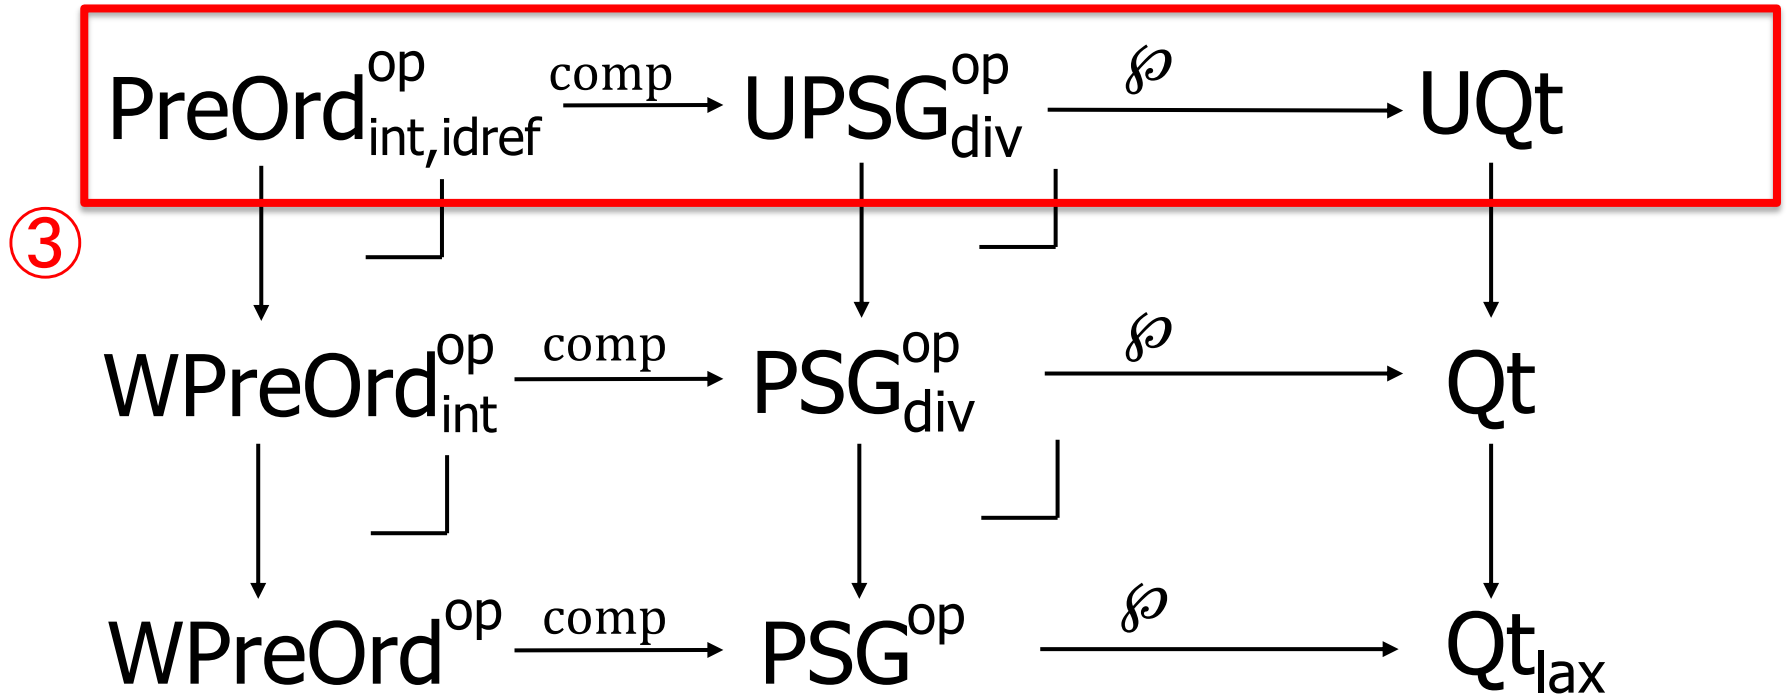 PreOrd^op_int,idref comp UPSG^op_div ℘ UQt
③
WPreOrd^op_int comp PSG^op_div ℘ Qt
WPreOrd^op comp PSG^op ℘ Qt_lax